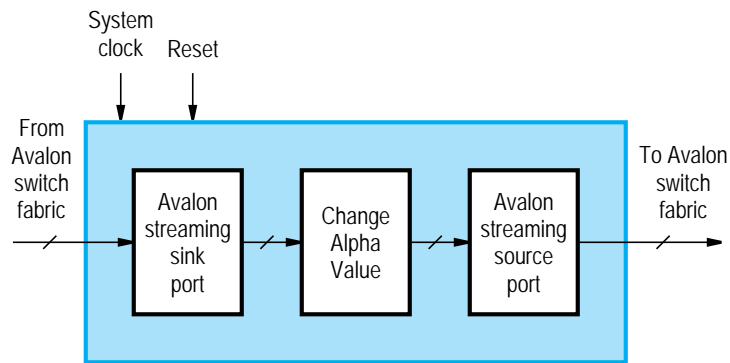 System
clock
Reset
From
Avalon
switch
fabric
Avalon
streaming
sink
port
Change
Alpha
Value
Avalon
streaming
source
port
To Avalon
switch
fabric